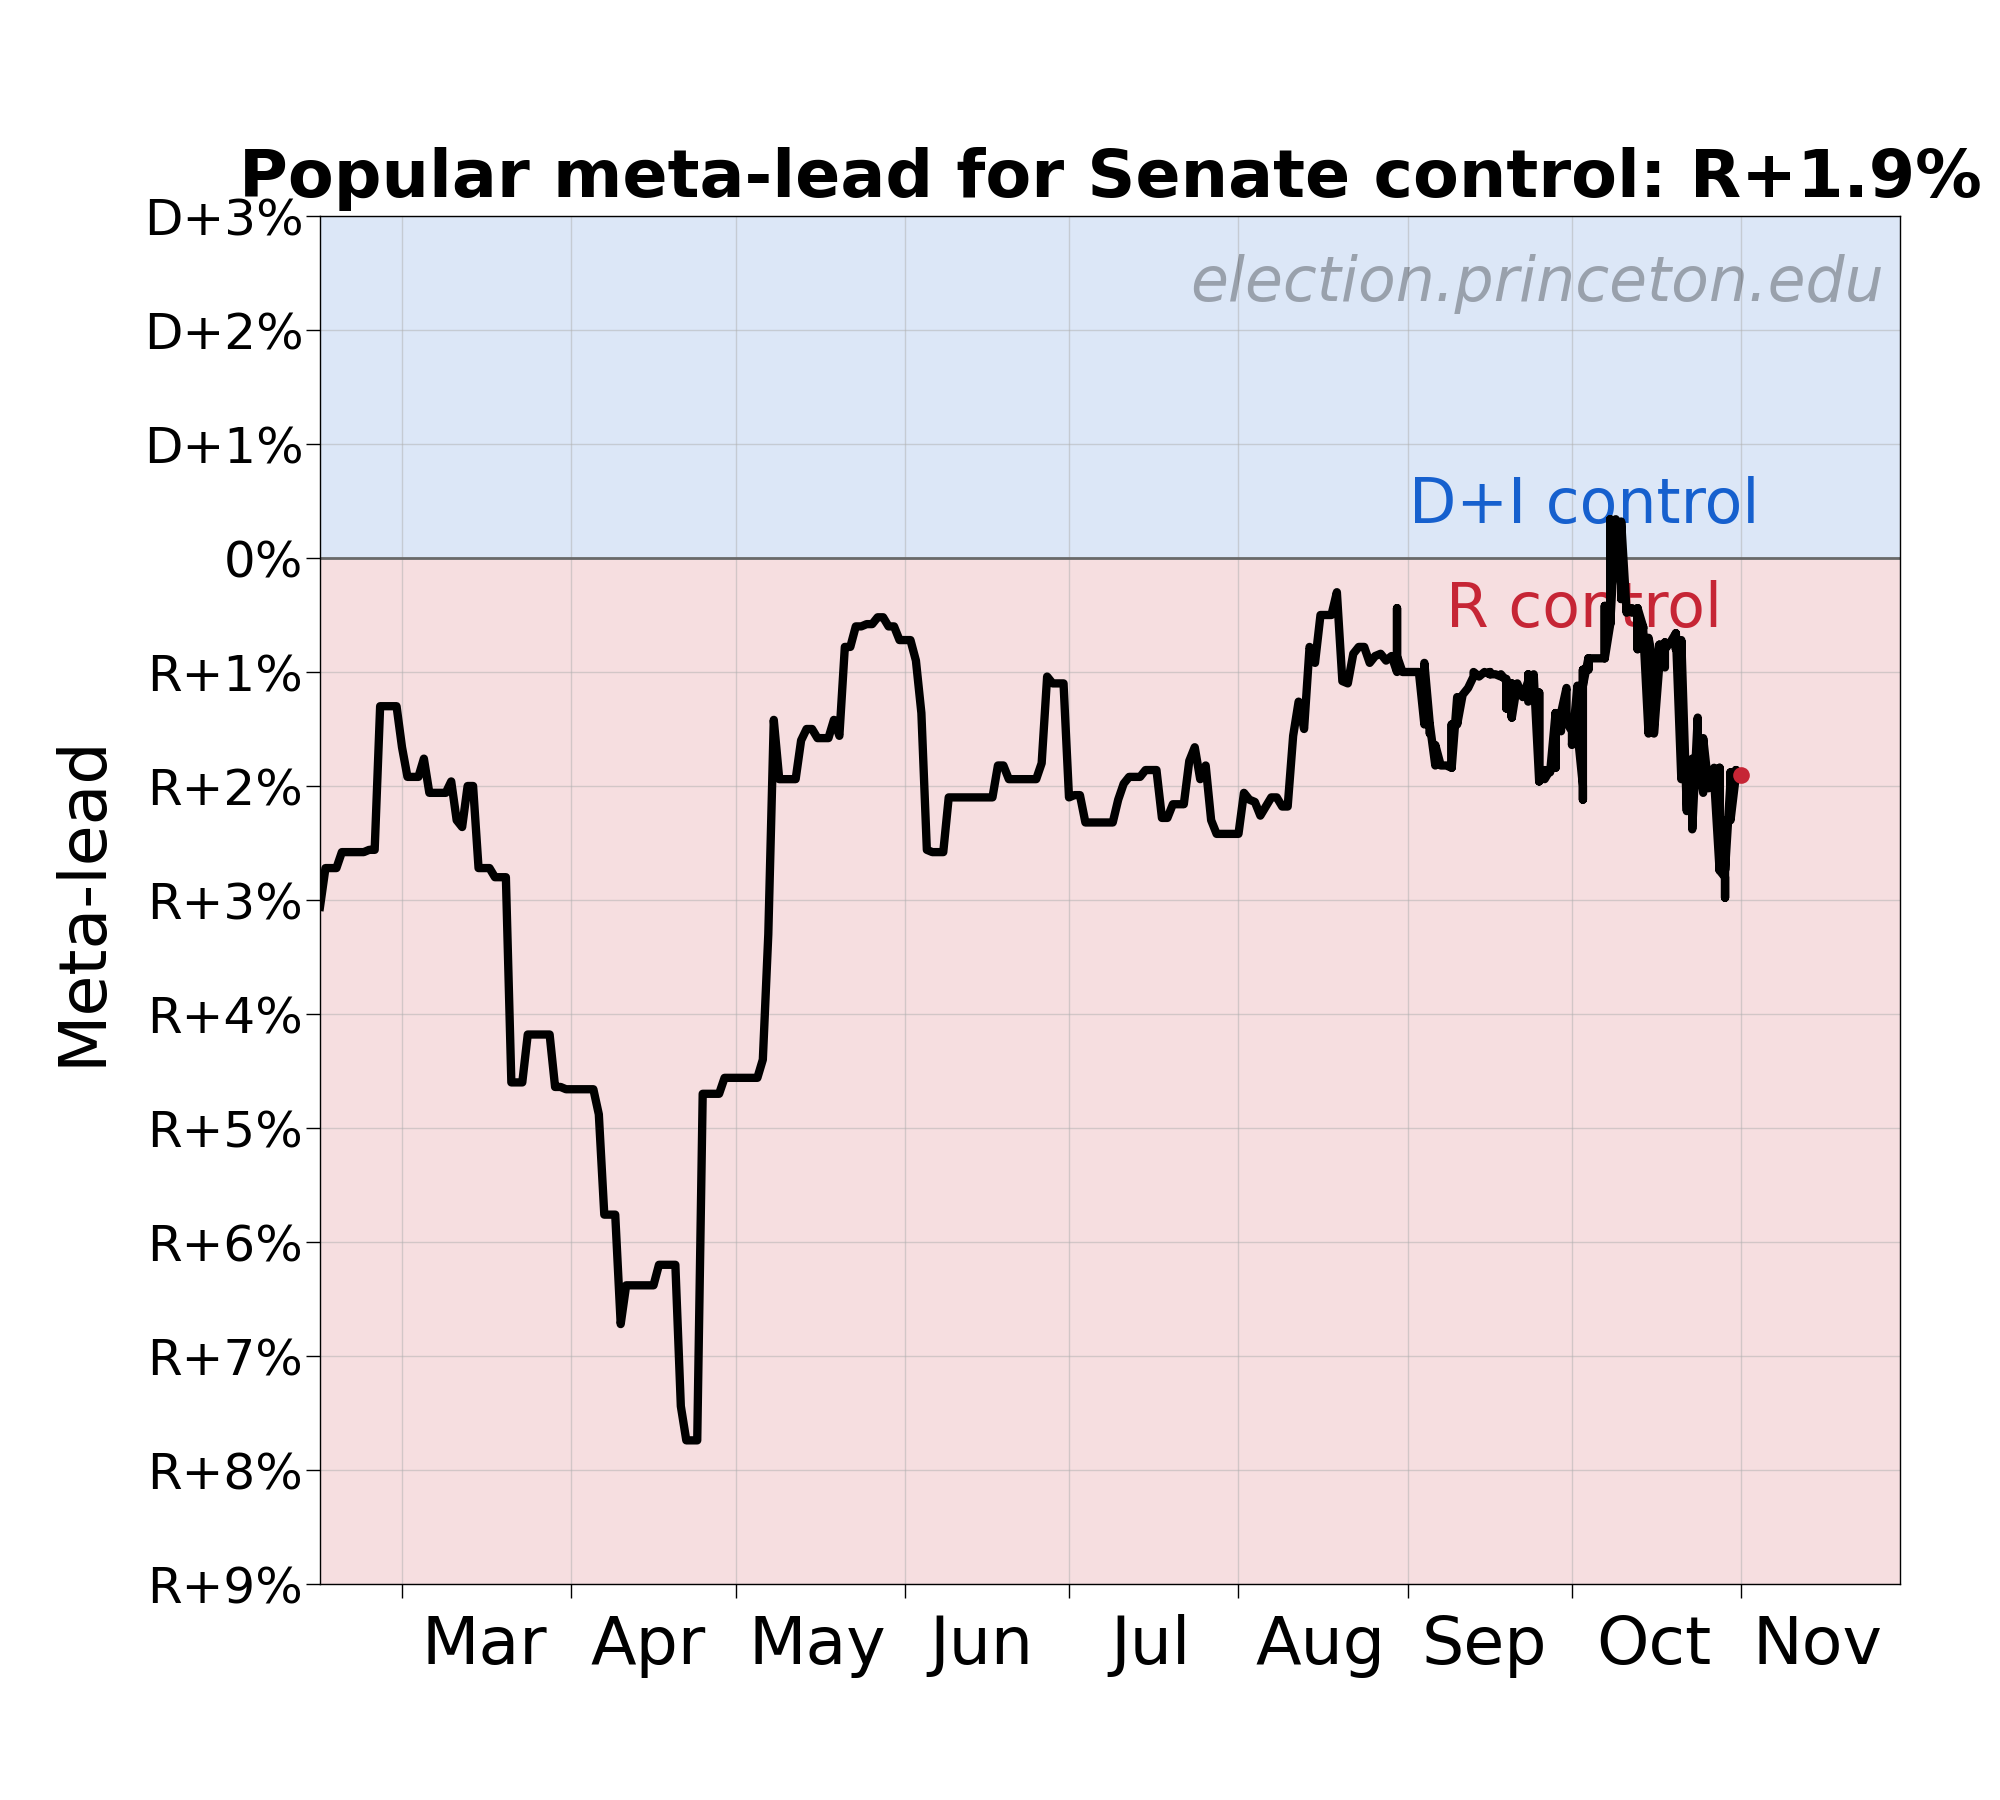 Popular meta-lead for Senate control: R+1.9%
D+3%
election.princeton.edu
D+2%
D+1%
D+I control
0%
R control
R+1%
R+2%
R+3%
R+4%
R+5%
R+6%
R+7%
R+8%
R+9%
Meta-lead
Mar Apr May Jun Jul Aug Sep Oct Nov